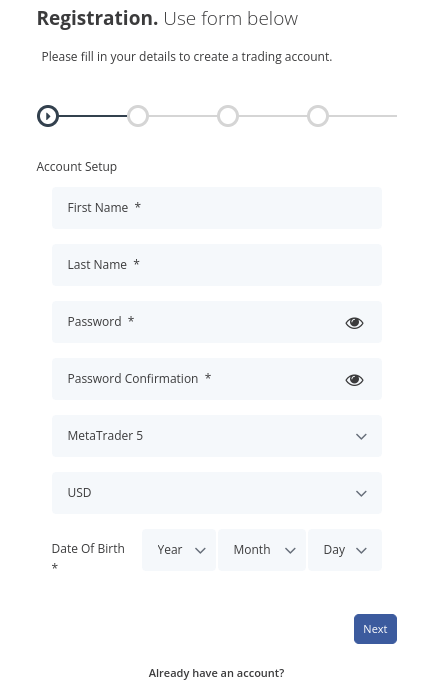 Registration. Use form below
Please fill in your details to create a trading account.
Account Setup
First Name *
Last Name *
Password *
Password Confirmation *
MetaTrader 5
USD
Date Of Birth * Year Month Day
Next
Already have an account?